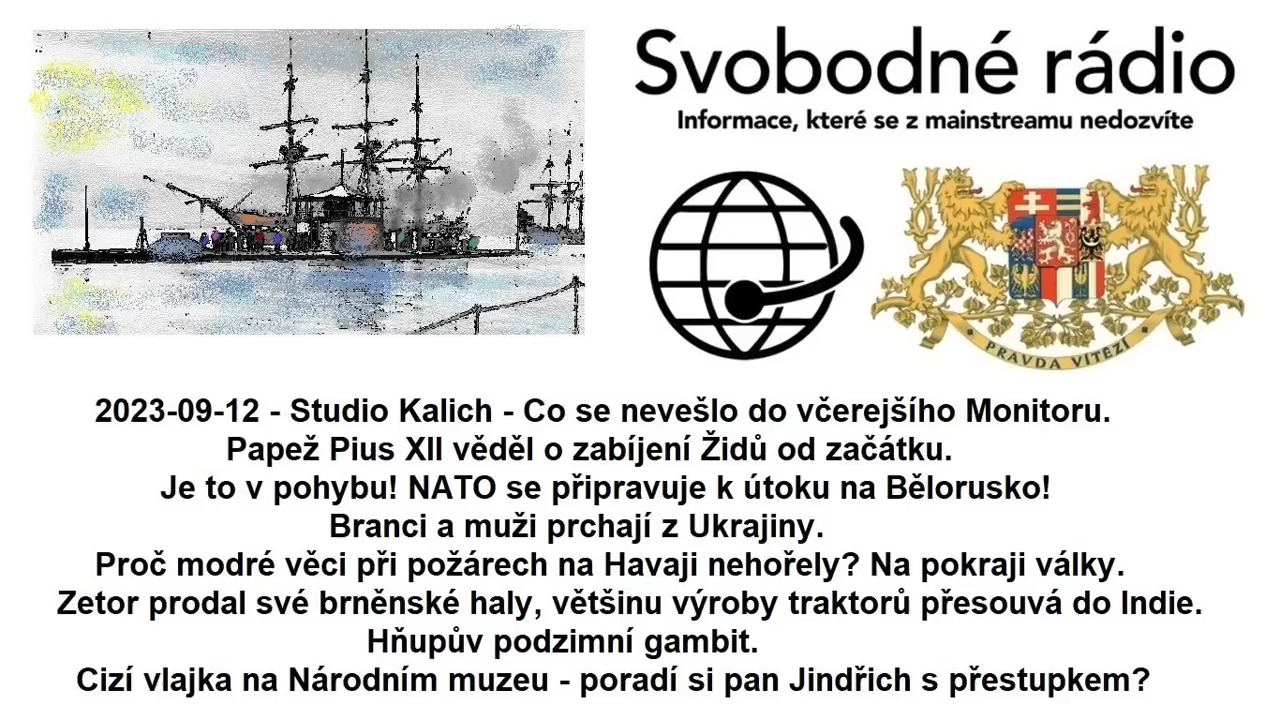 Svobodné rádio
Informace, které se z mainstreamu nedozvíte
PRAVDA VÍTĚZÍ
2023-09-12 - Studio Kalich - Co se nevešlo do včerejšího Monitoru.
Papež Pius XII věděl o zabíjení Židů od začátku.
Je to v pohybu! NATO se připravuje k útoku na Bělorusko!
Branci a muži prchají z Ukrajiny.
Proč modré věci při požárech na Havaji nehořely? Na pokraji války.
Zetor prodal své brněnské haly, většinu výroby traktorů přesouvá do Indie.
Hňupův podzimní gambit.
Cizí vlajka na Národním muzeu - poradí si pan Jindřich s přestupkem?